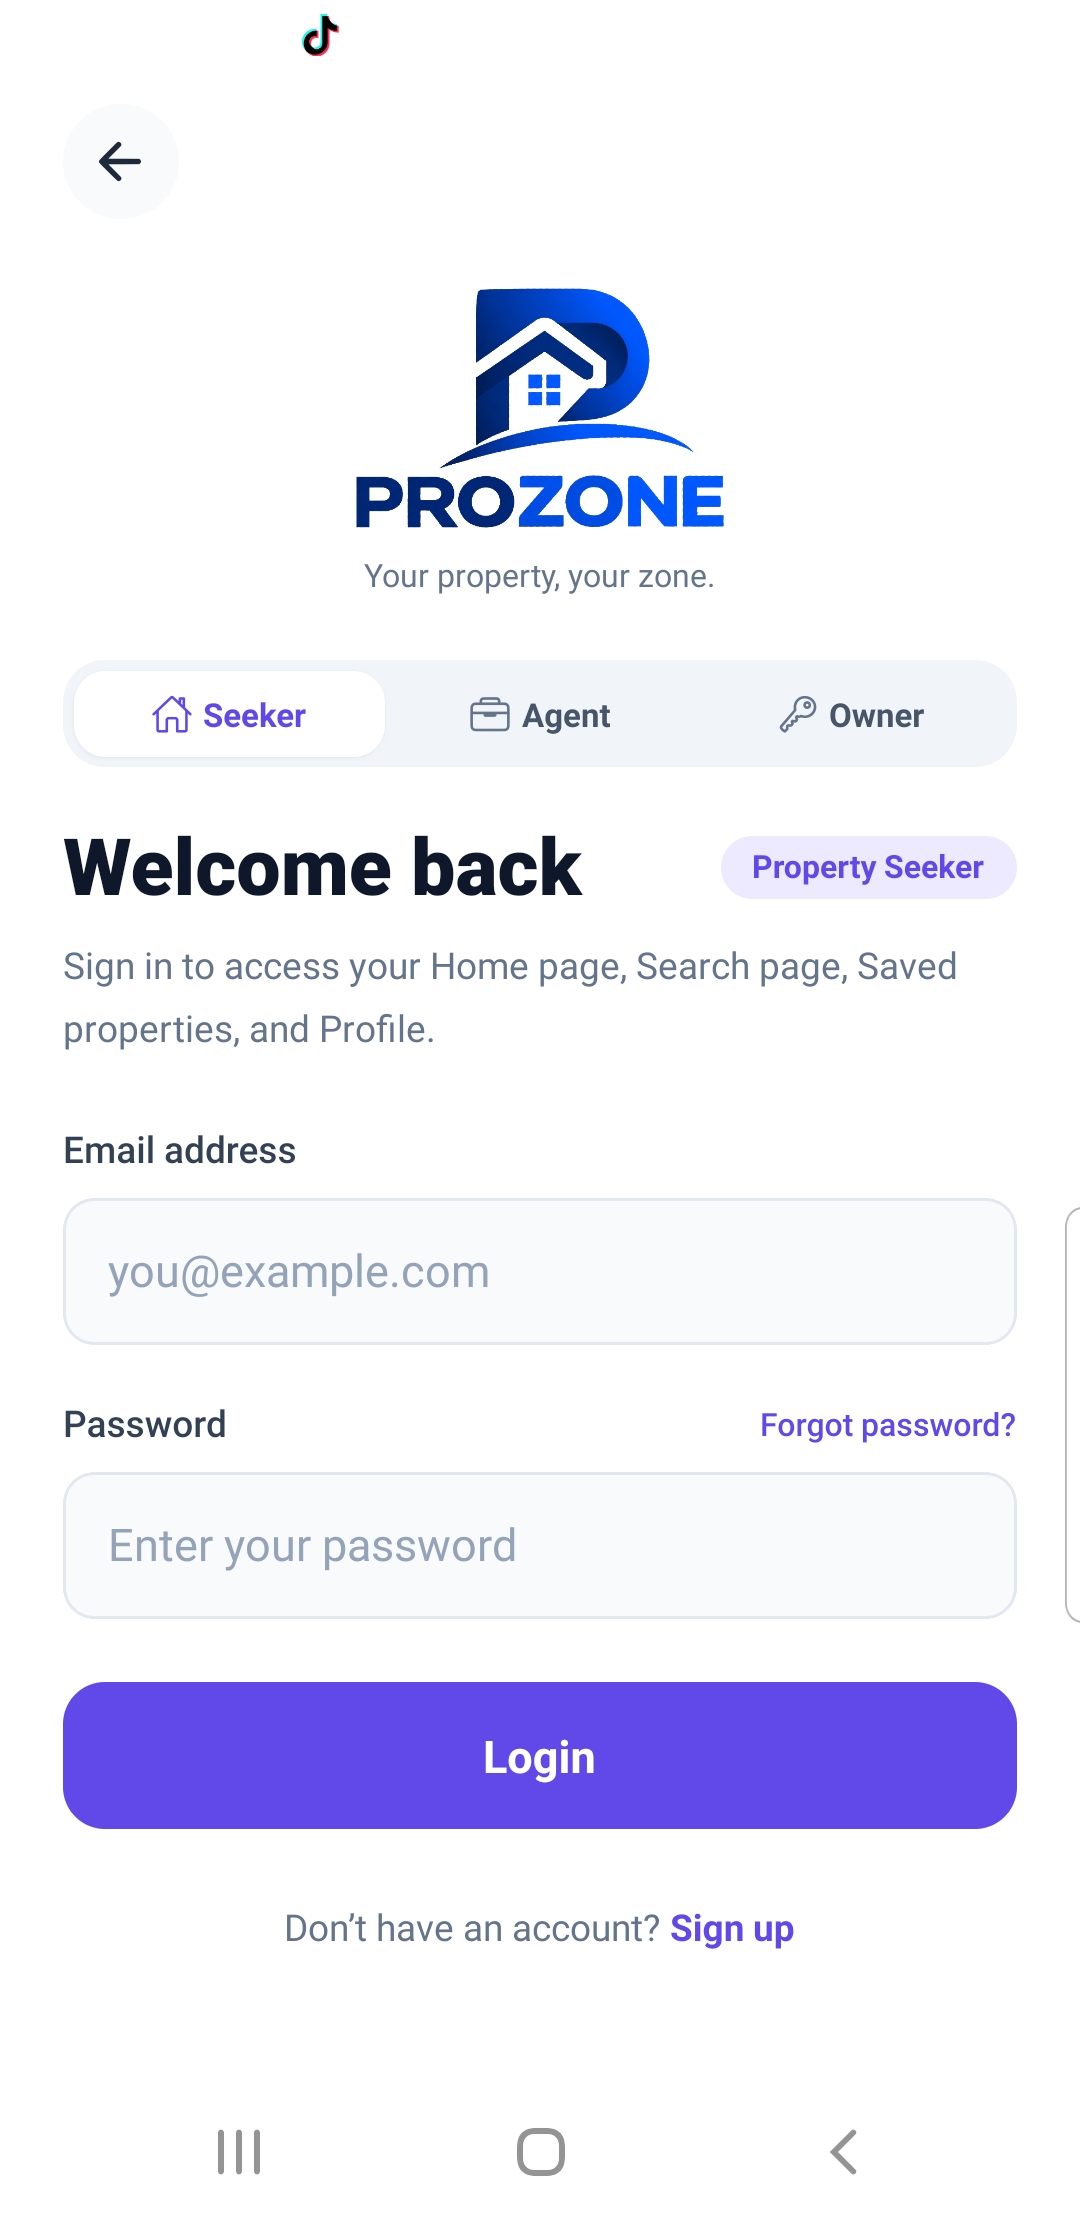 PROZONE
Your property, your zone.
Seeker
Agent
Owner
Welcome back
Property Seeker
Sign in to access your Home page, Search page, Saved
properties, and Profile.
Email address
you@example.com
Password
Forgot password?
Enter your password
Login
Don’t have an account? Sign up